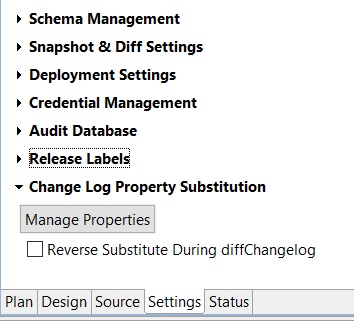 Schema Management
Snapshot & Diff Settings
Deployment Settings
Credential Management
Audit Database
Release Labels
Change Log Property Substitution
Manage Properties
Reverse Substitute During diffChangelog
Plan Design Source Settings Status